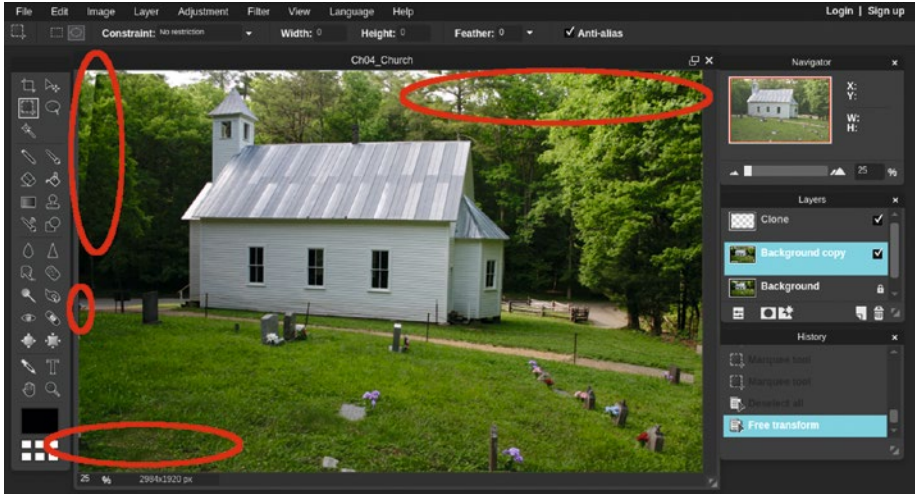 File Edit Image Layer Adjustment Filter View Language Help Login | Sign up
Constraint: No restriction Width: 0 Height: 0 Feather: 0 Anti-alias
Ch04_Church
Navigator
X:
Y:
W:
H:
25 %
Layers
Clone
Background copy
Background
History
Marquee tool
Marquee tool
Deselect all
Free transform
25 % 2984x1920 px